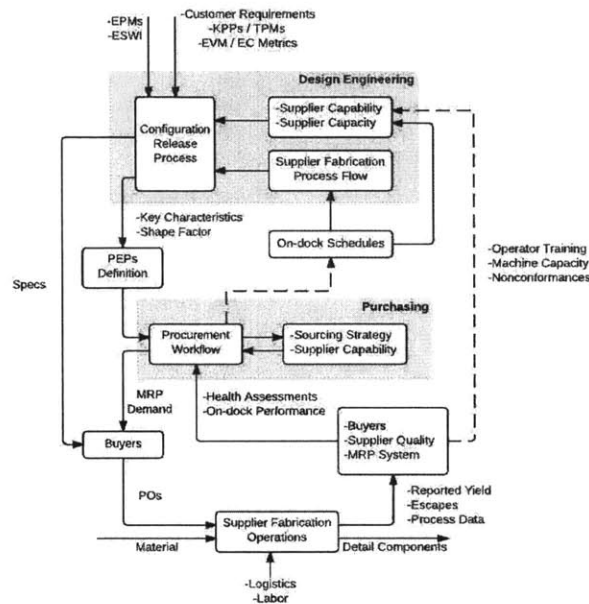 -EPMs
-ESWI
-Customer Requirements
-KPPs / TPMs
-EVM / EC Metrics
Design Engineering
Configuration
Release
Process
-Supplier Capability
-Supplier Capacity
Supplier Fabrication
Process Flow
-Key Characteristics
-Shape Factor
On-dock Schedules
-Operator Training
-Machine Capacity
-Nonconformances
PEPs
Definition
Specs
Purchasing
Procurement
Workflow
-Sourcing Strategy
-Supplier Capability
MRP
Demand
-Health Assessments
-On-dock Performance
Buyers
-Buyers
-Supplier Quality
-MRP System
POs
-Reported Yield
-Escapes
-Process Data
Supplier Fabrication
Operations
Material
Detail Components
-Logistics
-Labor